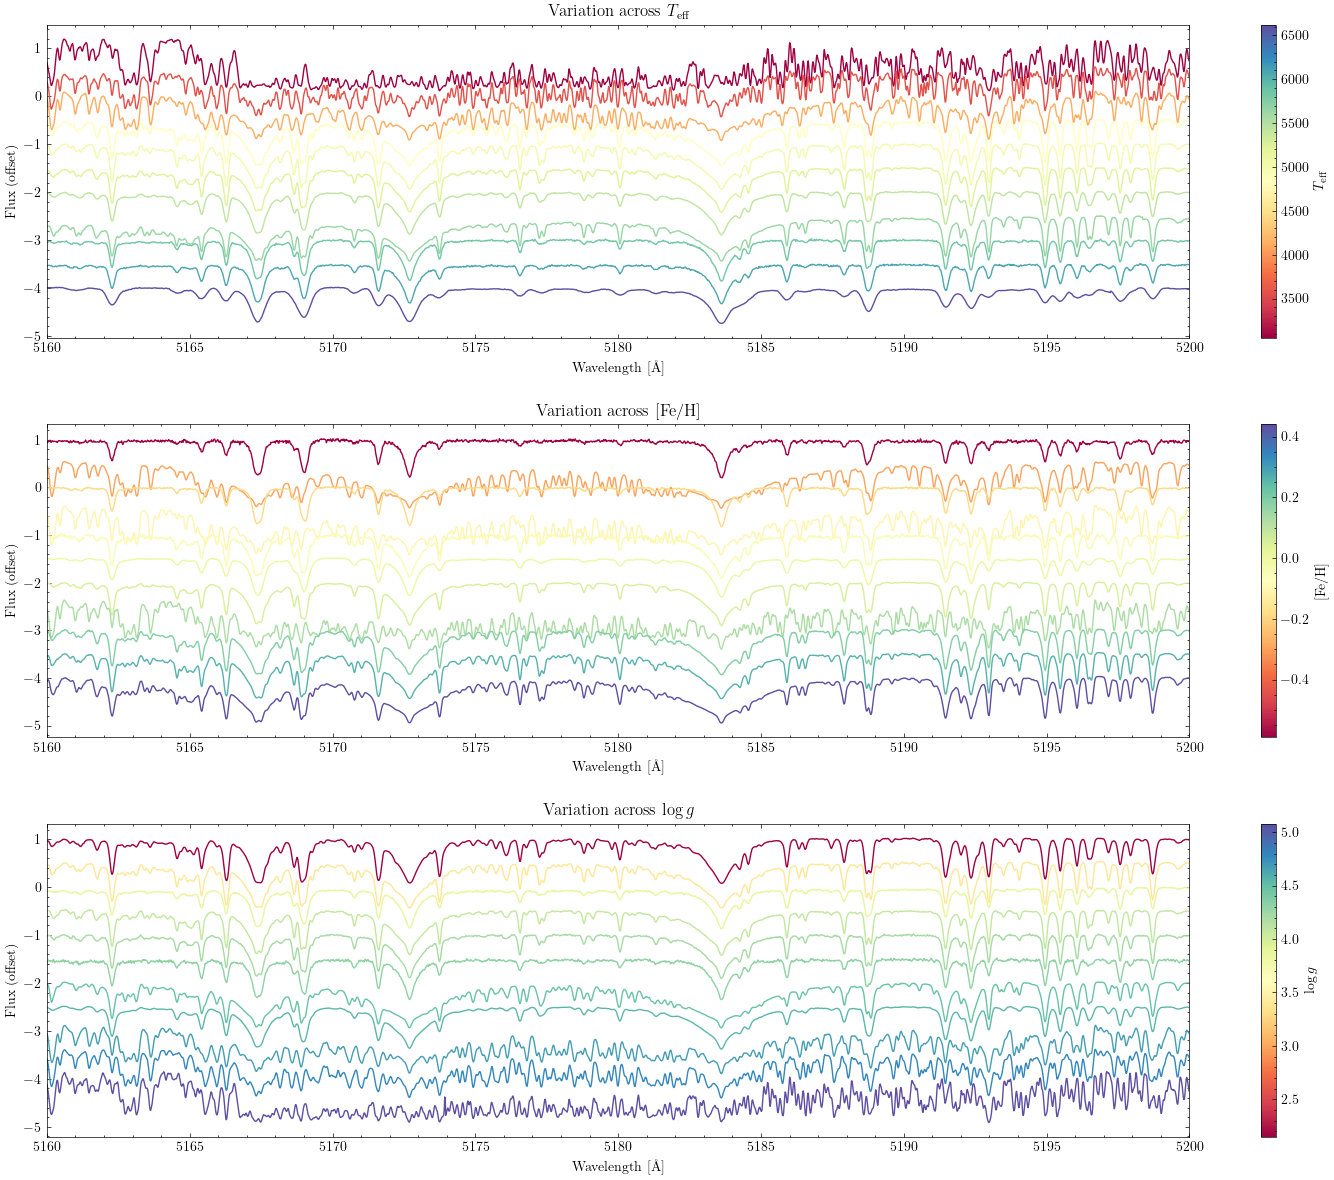 Variation across $T_{\rm eff}$
1
0
−1
−2
−3
−4
−5
Flux (offset)
5160 5165 5170 5175 5180 5185 5190 5195 5200
Wavelength [Å]
6500
6000
5500
5000
4500
4000
3500
$T_{\rm eff}$
Variation across [Fe/H]
1
0
−1
−2
−3
−4
−5
Flux (offset)
5160 5165 5170 5175 5180 5185 5190 5195 5200
Wavelength [Å]
0.4
0.2
0.0
−0.2
−0.4
[Fe/H]
Variation across log g
1
0
−1
−2
−3
−4
−5
Flux (offset)
5160 5165 5170 5175 5180 5185 5190 5195 5200
Wavelength [Å]
5.0
4.5
4.0
3.5
3.0
2.5
log g